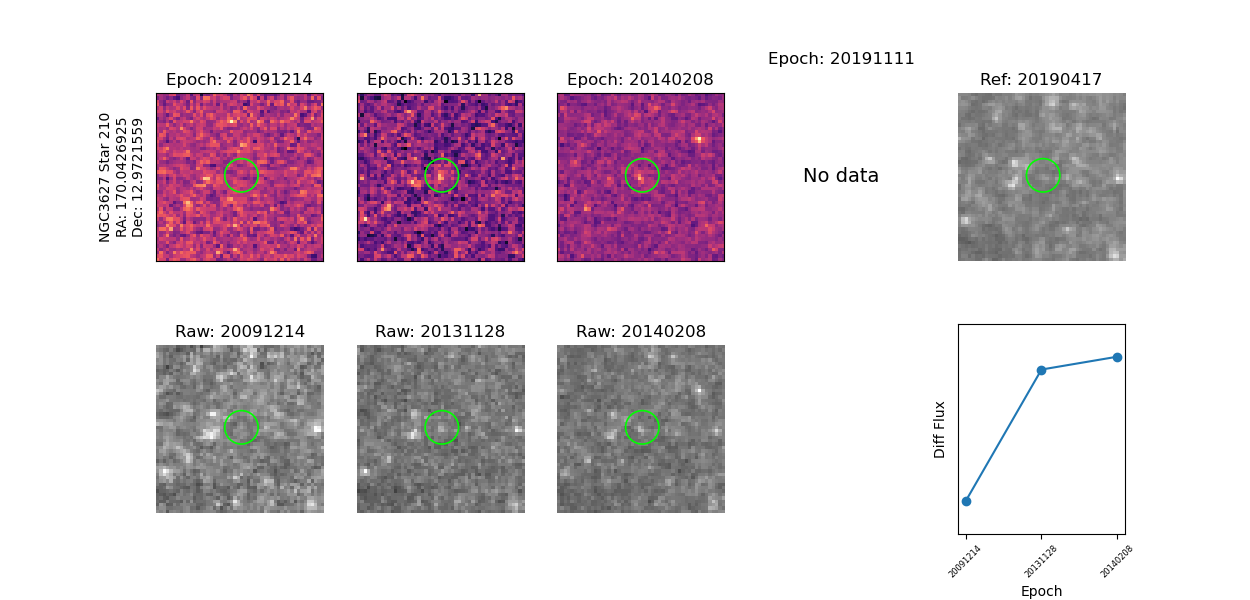 Epoch: 20191111
Epoch: 20091214
Epoch: 20131128
Epoch: 20140208
Ref: 20190417
NGC3627 Star 210
RA: 170.0426925
Dec: 12.9721559
No data
Raw: 20091214
Raw: 20131128
Raw: 20140208
Diff Flux
20091214
20131128
20140208
Epoch